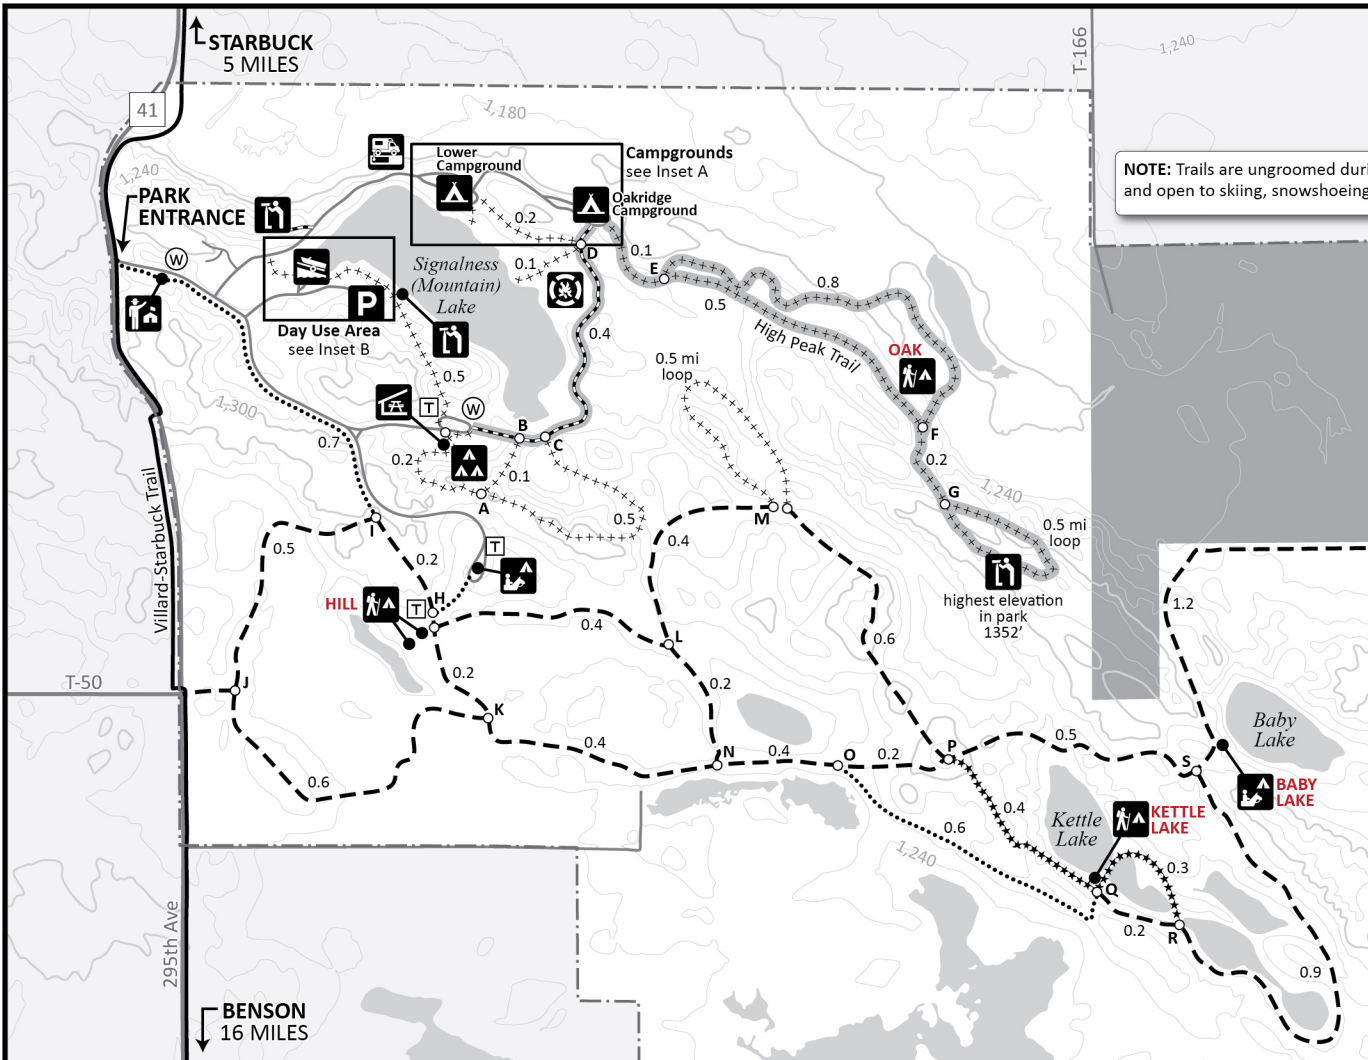 STARBUCK
5 MILES
T-166
1,240
41
1,180
Lower
Campground
Campgrounds
see Inset A
NOTE: Trails are ungroomed duri
and open to skiing, snowshoeing
1,240
PARK
ENTRANCE
Oakridge
Campground
0.2
D
0.1
0.1
W
Signalness
(Mountain)
Lake
E
0.8
0.5
P
Day Use Area
see Inset B
0.4
High Peak Trail
OAK
0.5 mi
loop
0.5
1,300
T
W
B
C
F
0.7
0.2
0.1
0.2
A
G
1,240
0.5
M
0.5 mi
loop
I
0.5
0.4
T
0.2
highest elevation
in park
1352’
Villard-Starbuck Trail
HILL
T
H
1.2
0.4
L
0.6
0.2
0.2
T-50
J
K
Baby
Lake
0.4
N
0.4
O
0.2
P
0.5
S
0.6
BABY
LAKE
0.4
Kettle
Lake
KETTLE
LAKE
0.6
1,240
0.3
Q
0.2
R
295th Ave
0.9
BENSON
16 MILES